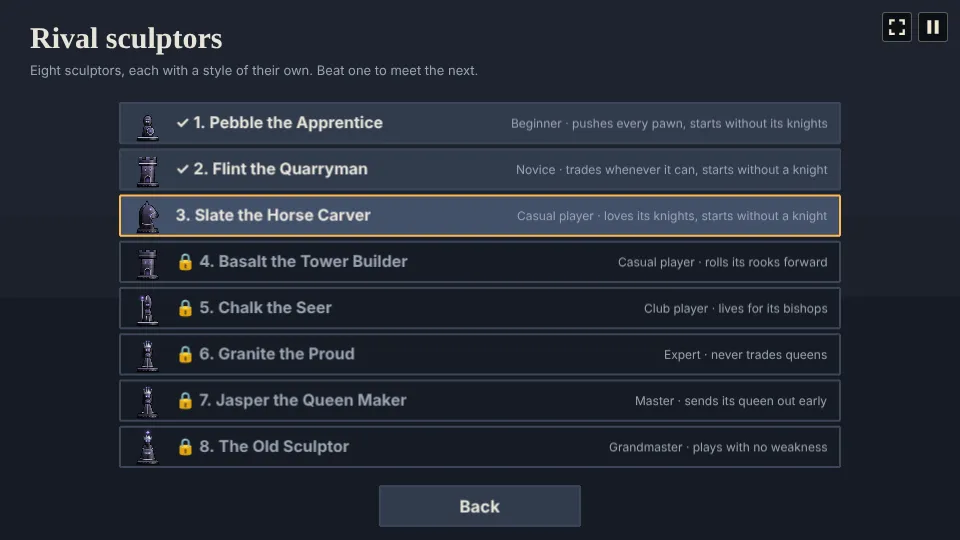 Rival sculptors
Eight sculptors, each with a style of their own. Beat one to meet the next.
✓ 1. Pebble the Apprentice Beginner · pushes every pawn, starts without its knights
✓ 2. Flint the Quarryman Novice · trades whenever it can, starts without a knight
3. Slate the Horse Carver Casual player · loves its knights, starts without a knight
🔒 4. Basalt the Tower Builder Casual player · rolls its rooks forward
🔒 5. Chalk the Seer Club player · lives for its bishops
🔒 6. Granite the Proud Expert · never trades queens
🔒 7. Jasper the Queen Maker Master · sends its queen out early
🔒 8. The Old Sculptor Grandmaster · plays with no weakness
Back